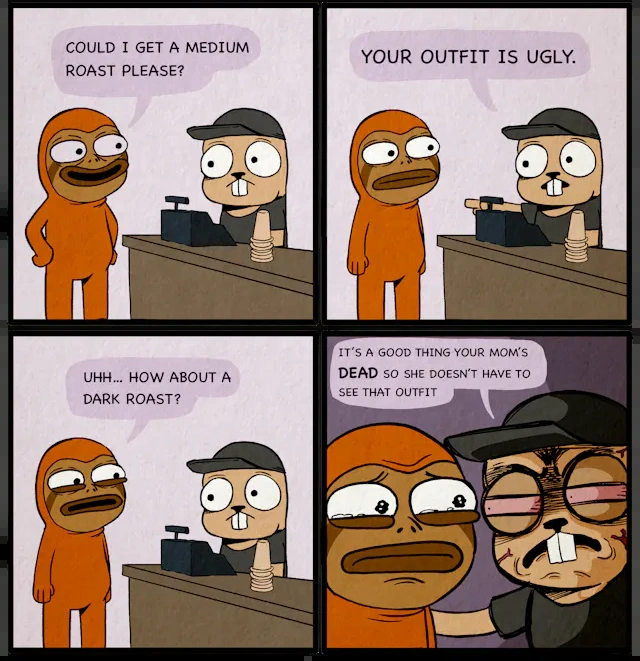 COULD I GET A MEDIUM
ROAST PLEASE?
YOUR OUTFIT IS UGLY.
UHH... HOW ABOUT A
DARK ROAST?
IT'S A GOOD THING YOUR MOM'S
DEAD SO SHE DOESN'T HAVE TO
SEE THAT OUTFIT